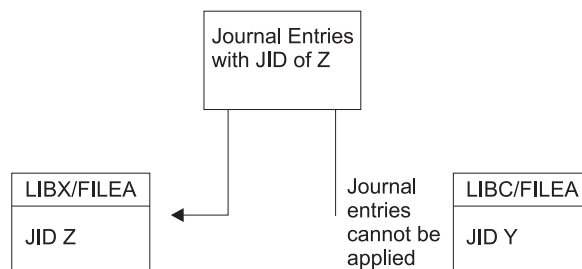 Journal Entries
with JID of Z
LIBX/FILEA
JID Z
Journal
entries
cannot be
applied
LIBC/FILEA
JID Y